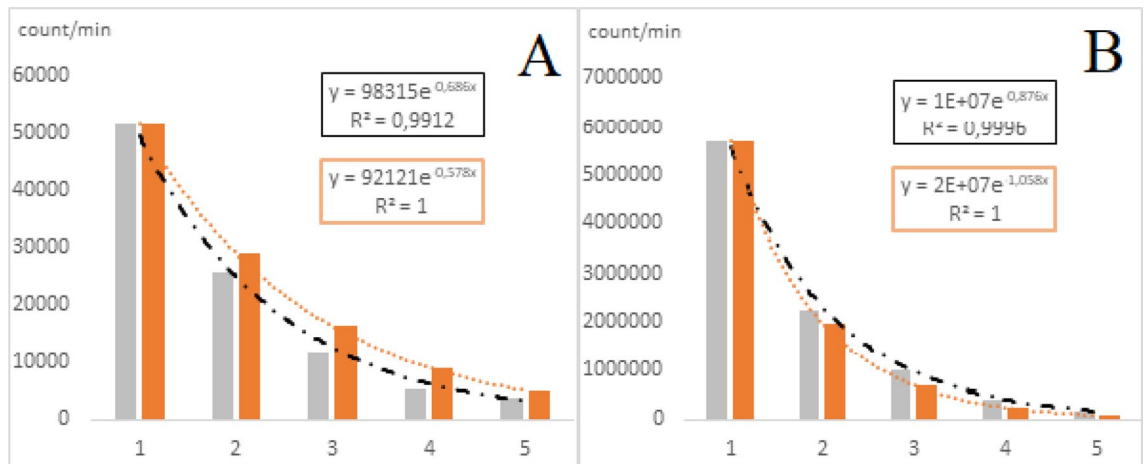 count/min
A
60000
50000
40000
30000
20000
10000
0
1 2 3 4 5
y = 98315e^-0,686x
R² = 0,9912
y = 92121e^-0,578x
R² = 1
count/min
B
7000000
6000000
5000000
4000000
3000000
2000000
1000000
0
1 2 3 4 5
y = 1E+07e^-0,876x
R² = 0,9996
y = 2E+07e^-1,058x
R² = 1